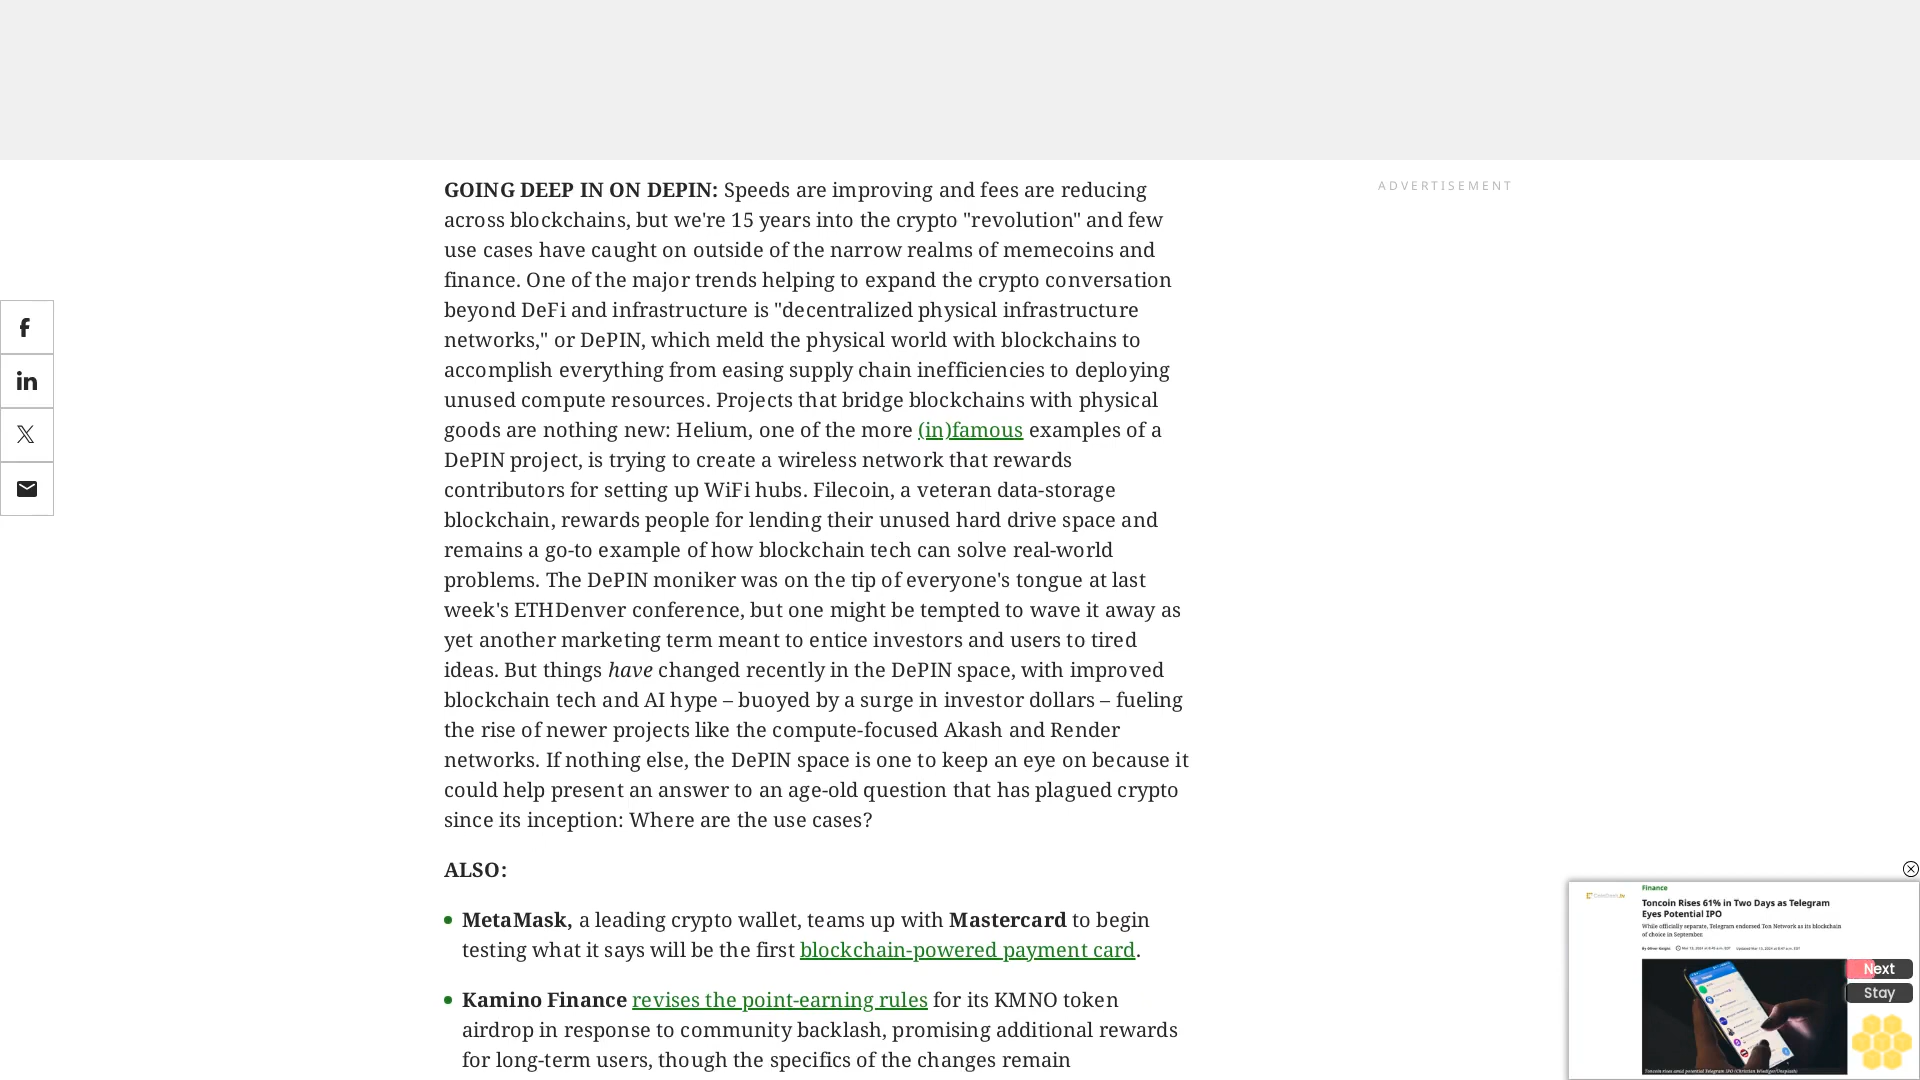 GOING DEEP IN ON DEPIN: Speeds are improving and fees are reducing
ADVERTISEMENT
across blockchains, but we're 15 years into the crypto "revolution" and few
use cases have caught on outside of the narrow realms of memecoins and
finance. One of the major trends helping to expand the crypto conversation
beyond DeFi and infrastructure is "decentralized physical infrastructure
networks," or DePIN, which meld the physical world with blockchains to
accomplish everything from easing supply chain inefficiencies to deploying
unused compute resources. Projects that bridge blockchains with physical
goods are nothing new: Helium, one of the more (in)famous examples of a
DePIN project, is trying to create a wireless network that rewards
contributors for setting up WiFi hubs. Filecoin, a veteran data-storage
blockchain, rewards people for lending their unused hard drive space and
remains a go-to example of how blockchain tech can solve real-world
problems. The DePIN moniker was on the tip of everyone's tongue at last
week's ETHDenver conference, but one might be tempted to wave it away as
yet another marketing term meant to entice investors and users to tired
ideas. But things have changed recently in the DePIN space, with improved
blockchain tech and AI hype – buoyed by a surge in investor dollars – fueling
the rise of newer projects like the compute-focused Akash and Render
networks. If nothing else, the DePIN space is one to keep an eye on because it
could help present an answer to an age-old question that has plagued crypto
since its inception: Where are the use cases?
ALSO:
MetaMask, a leading crypto wallet, teams up with Mastercard to begin
testing what it says will be the first blockchain-powered payment card.
Kamino Finance revises the point-earning rules for its KMNO token
airdrop in response to community backlash, promising additional rewards
for long-term users, though the specifics of the changes remain
Finance
Toncoin Rises 61% in Two Days as Telegram
Eyes Potential IPO
While officially separate, Telegram endorsed Ton Network as its blockchain
of choice in September.
Next
Stay